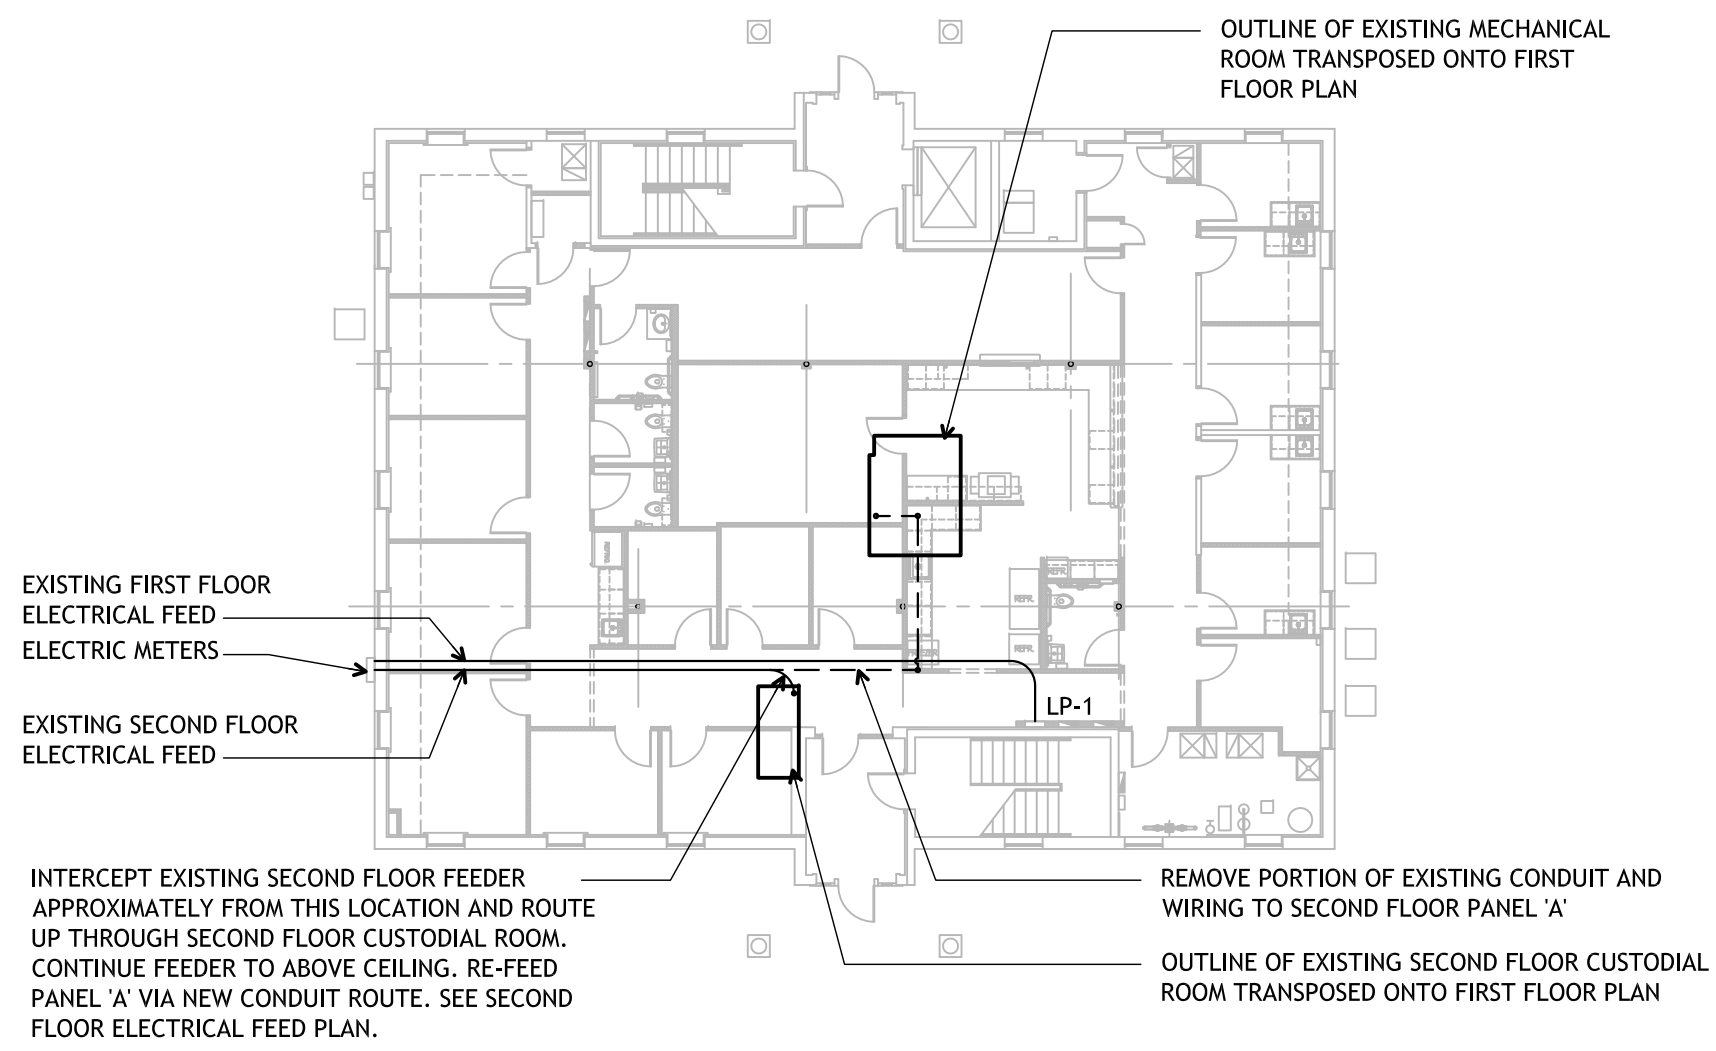 OUTLINE OF EXISTING MECHANICAL
ROOM TRANSPOSED ONTO FIRST
FLOOR PLAN
EXISTING FIRST FLOOR
ELECTRICAL FEED
ELECTRIC METERS
EXISTING SECOND FLOOR
ELECTRICAL FEED
REFR.
REFR.
REFR.
FREEZER
LP-1
INTERCEPT EXISTING SECOND FLOOR FEEDER
APPROXIMATELY FROM THIS LOCATION AND ROUTE
UP THROUGH SECOND FLOOR CUSTODIAL ROOM.
CONTINUE FEEDER TO ABOVE CEILING. RE-FEED
PANEL 'A' VIA NEW CONDUIT ROUTE. SEE SECOND
FLOOR ELECTRICAL FEED PLAN.
REMOVE PORTION OF EXISTING CONDUIT AND
WIRING TO SECOND FLOOR PANEL 'A'
OUTLINE OF EXISTING SECOND FLOOR CUSTODIAL
ROOM TRANSPOSED ONTO FIRST FLOOR PLAN